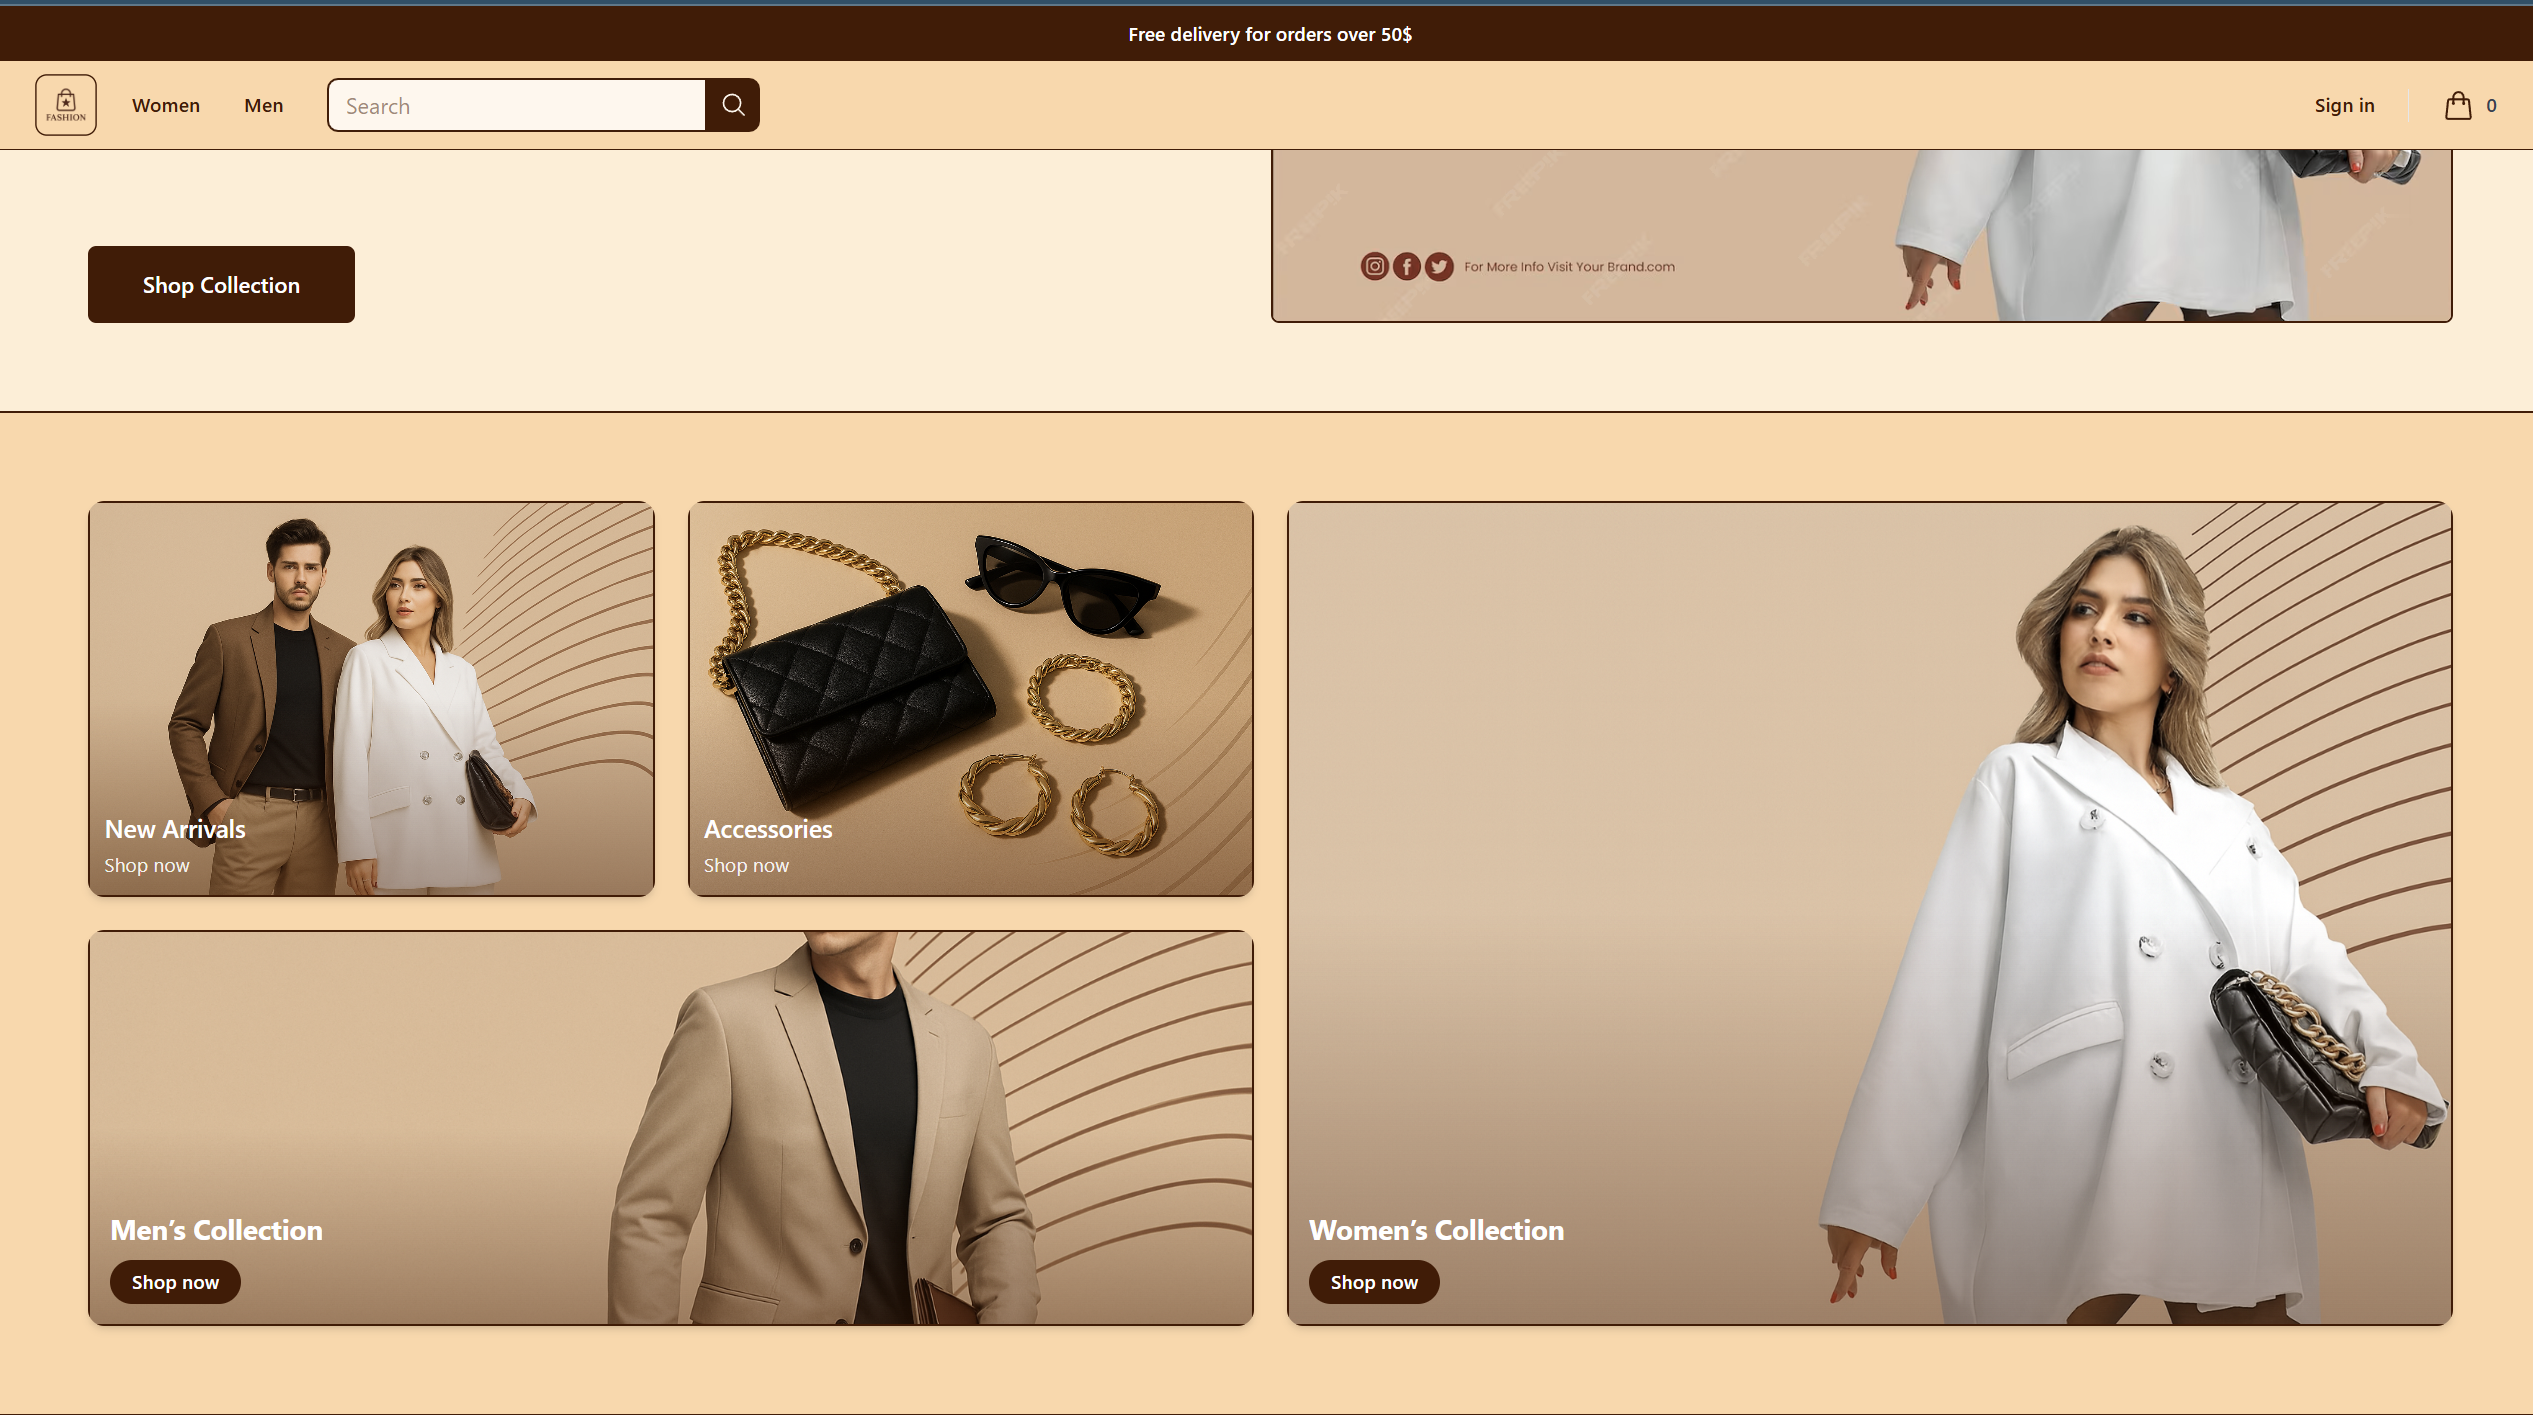 Free delivery for orders over 50$
FASHION
Women
Men
Search
Sign in
0
Shop Collection
For More Info Visit Your Brand.com
FREEPIK
New Arrivals
Shop now
Accessories
Shop now
Men’s Collection
Shop now
Women’s Collection
Shop now